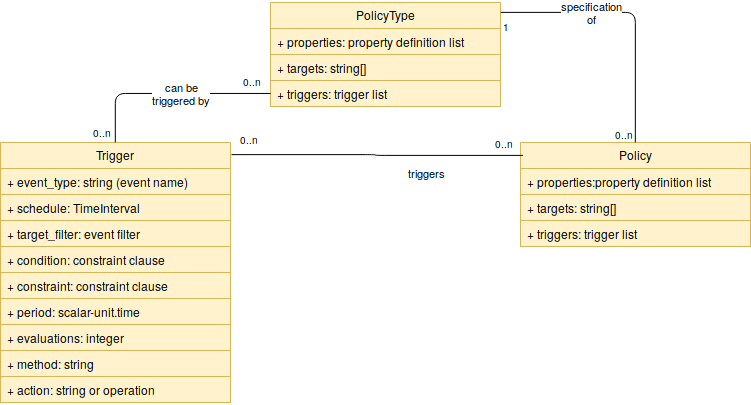 PolicyType
+ properties: property definition list
+ targets: string[]
+ triggers: trigger list
1
specification
of
can be
triggered by
0..n
0..n
0..n
0..n
0..n
triggers
Trigger
+ event_type: string (event name)
+ schedule: TimeInterval
+ target_filter: event filter
+ condition: constraint clause
+ constraint: constraint clause
+ period: scalar-unit.time
+ evaluations: integer
+ method: string
+ action: string or operation
Policy
+ properties:property definition list
+ targets: string[]
+ triggers: trigger list